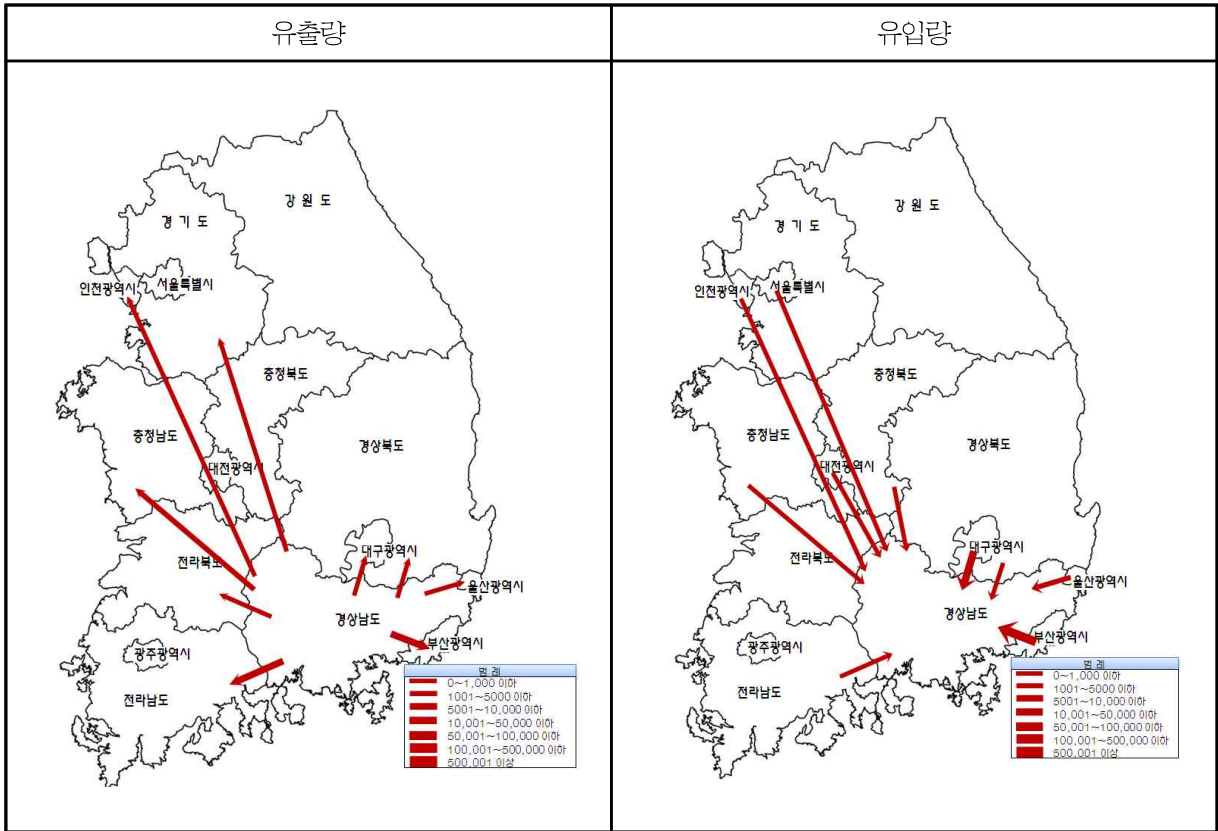 유출량
유입량
강 원 도
경 기 도
인천광역시
서울특별시
충청북도
충청남도
경상북도
대전광역시
전라북도
대구광역시
울산광역시
경상남도
부산광역시
광주광역시
전라남도
범 례
0~1,000 이하
1001~5000 이하
5001~10,000 이하
10,001~50,000 이하
50,001~100,000 이하
100,001~500,000 이하
500,001 이상
강 원 도
경 기 도
인천광역시
서울특별시
충청북도
충청남도
경상북도
대전광역시
전라북도
대구광역시
울산광역시
경상남도
부산광역시
광주광역시
전라남도
범 례
0~1,000 이하
1001~5000 이하
5001~10,000 이하
10,001~50,000 이하
50,001~100,000 이하
100,001~500,000 이하
500,001 이상